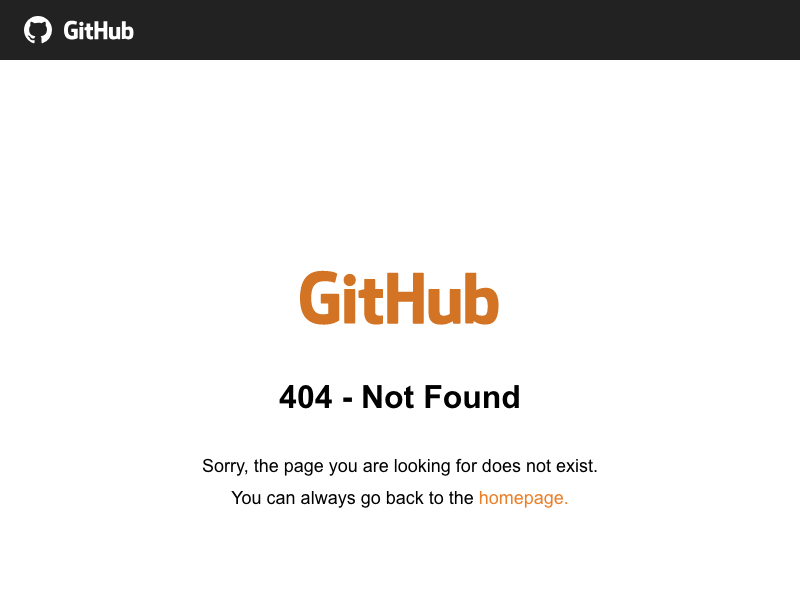 GitHub
GitHub
404 - Not Found
Sorry, the page you are looking for does not exist.
You can always go back to the homepage.